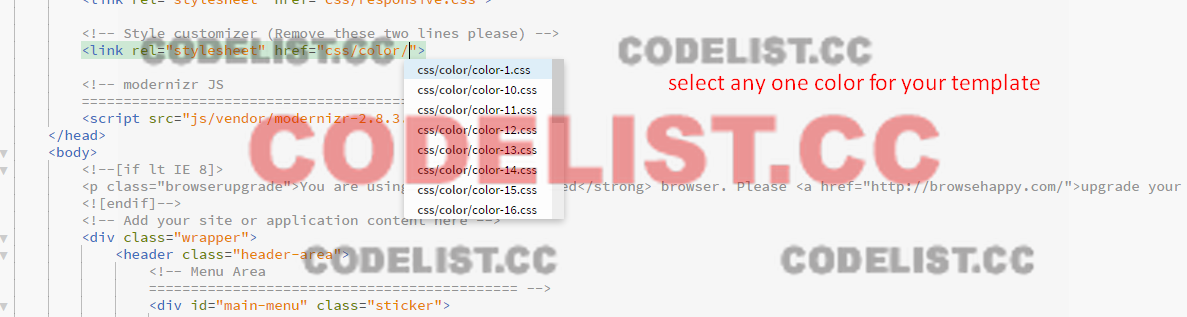 <link rel="stylesheet" href="css/responsive.css">
<!-- Style customizer (Remove these two lines please) -->
<link rel="stylesheet" href="css/color/">
CODELIST.CC CODELIST.CC
css/color/color-1.css
select any one color for your template
<!-- modernizr JS
css/color/color-10.css
==========================================
css/color/color-11.css
<script src="js/vendor/modernizr-2.8.3.
</head>
css/color/color-12.css
CODELIST.CC
<body>
css/color/color-13.css
<!--[if lt IE 8]>
css/color/color-14.css
<p class="browserupgrade">You are using
css/color/color-15.css
</strong> browser. Please <a href="http://browsehappy.com/">upgrade your
<![endif]-->
css/color/color-16.css
<!-- Add your site or application content here -->
<div class="wrapper">
<header class="header-area">
CODELIST.CC CODELIST.CC
<!-- Menu Area
============================================ -->
<div id="main-menu" class="sticker">